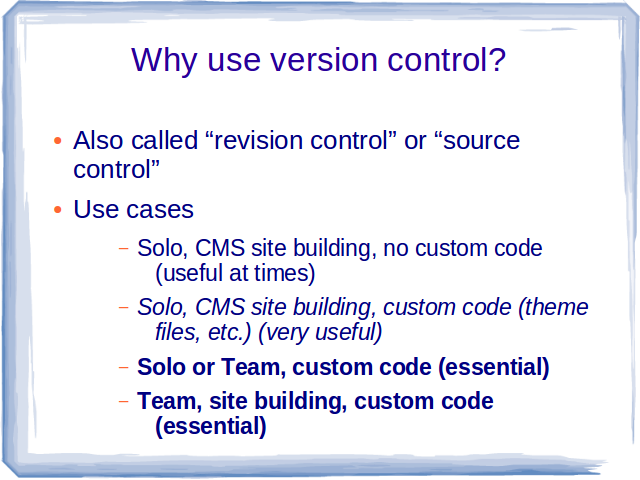 Why use version control?
• Also called “revision control” or “source
control”
• Use cases
– Solo, CMS site building, no custom code
(useful at times)
– Solo, CMS site building, custom code (theme
files, etc.) (very useful)
– Solo or Team, custom code (essential)
– Team, site building, custom code
(essential)